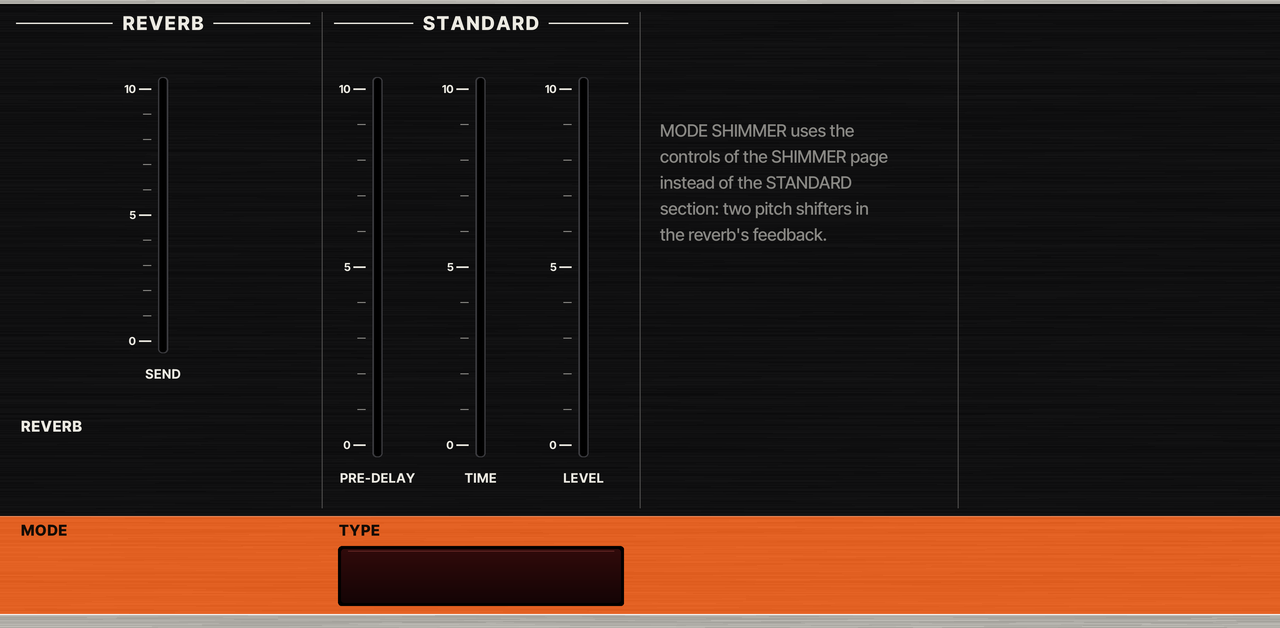 REVERB
10
5
0
SEND
REVERB
MODE
STANDARD
10
5
0
PRE-DELAY
10
5
0
TIME
10
5
0
LEVEL
TYPE
MODE SHIMMER uses the
controls of the SHIMMER page
instead of the STANDARD
section: two pitch shifters in
the reverb's feedback.